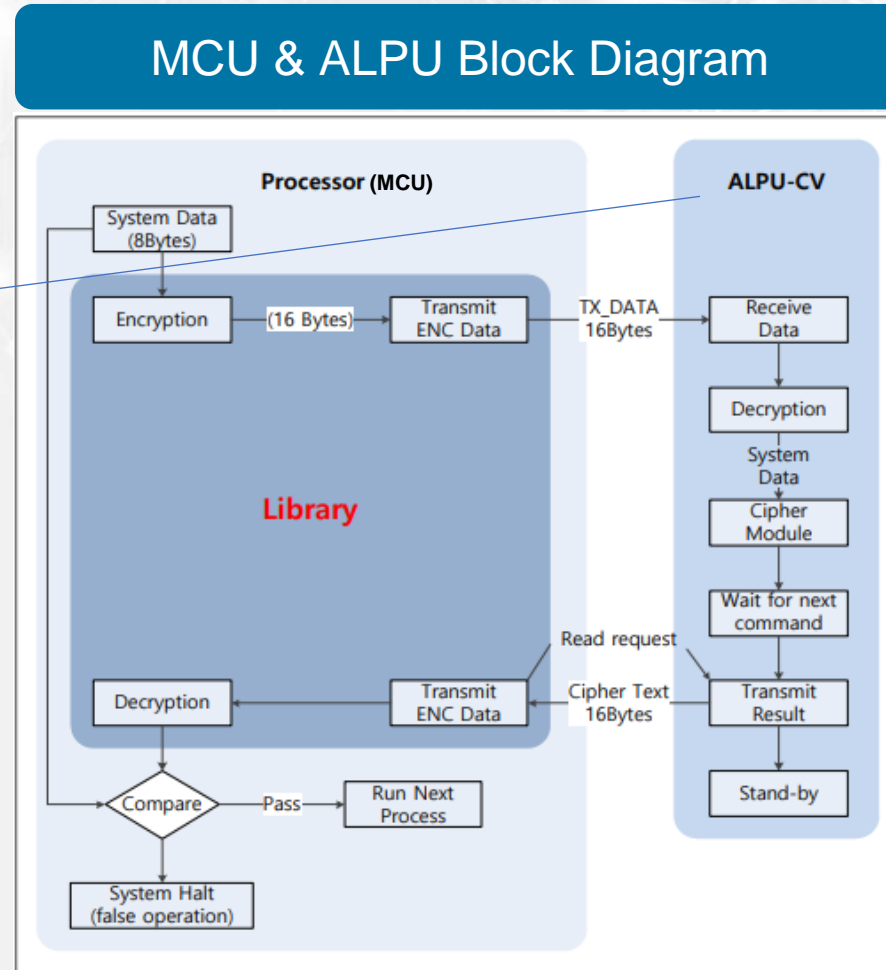 MCU & ALPU Block Diagram
Processor (MCU)
ALPU-CV
System Data
(8Bytes)
Encryption
(16 Bytes)
Transmit
ENC Data
TX_DATA
16Bytes
Receive
Data
Decryption
System
Data
Cipher
Module
Library
Wait for next
command
Read request
Decryption
Transmit
ENC Data
Cipher Text
16Bytes
Transmit
Result
Compare
Pass
Run Next
Process
Stand-by
System Halt
(false operation)